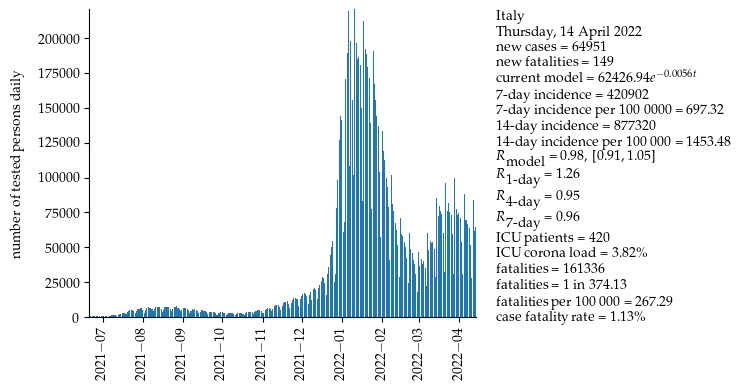 number of tested persons daily
200000
175000
150000
125000
100000
75000
50000
25000
0
2021−07
2021−08
2021−09
2021−10
2021−11
2021−12
2022−01
2022−02
2022−03
2022−04
Italy
Thursday, 14 April 2022
new cases = 64951
new fatalities = 149
current model = 62426.94e^{−0.0056t}
7-day incidence = 420902
7-day incidence per 100 0000 = 697.32
14-day incidence = 877320
14-day incidence per 100 000 = 1453.48
R_model = 0.98, [0.91, 1.05]
R_1-day = 1.26
R_4-day = 0.95
R_7-day = 0.96
ICU patients = 420
ICU corona load = 3.82%
fatalities = 161336
fatalities = 1 in 374.13
fatalities per 100 000 = 267.29
case fatality rate = 1.13%